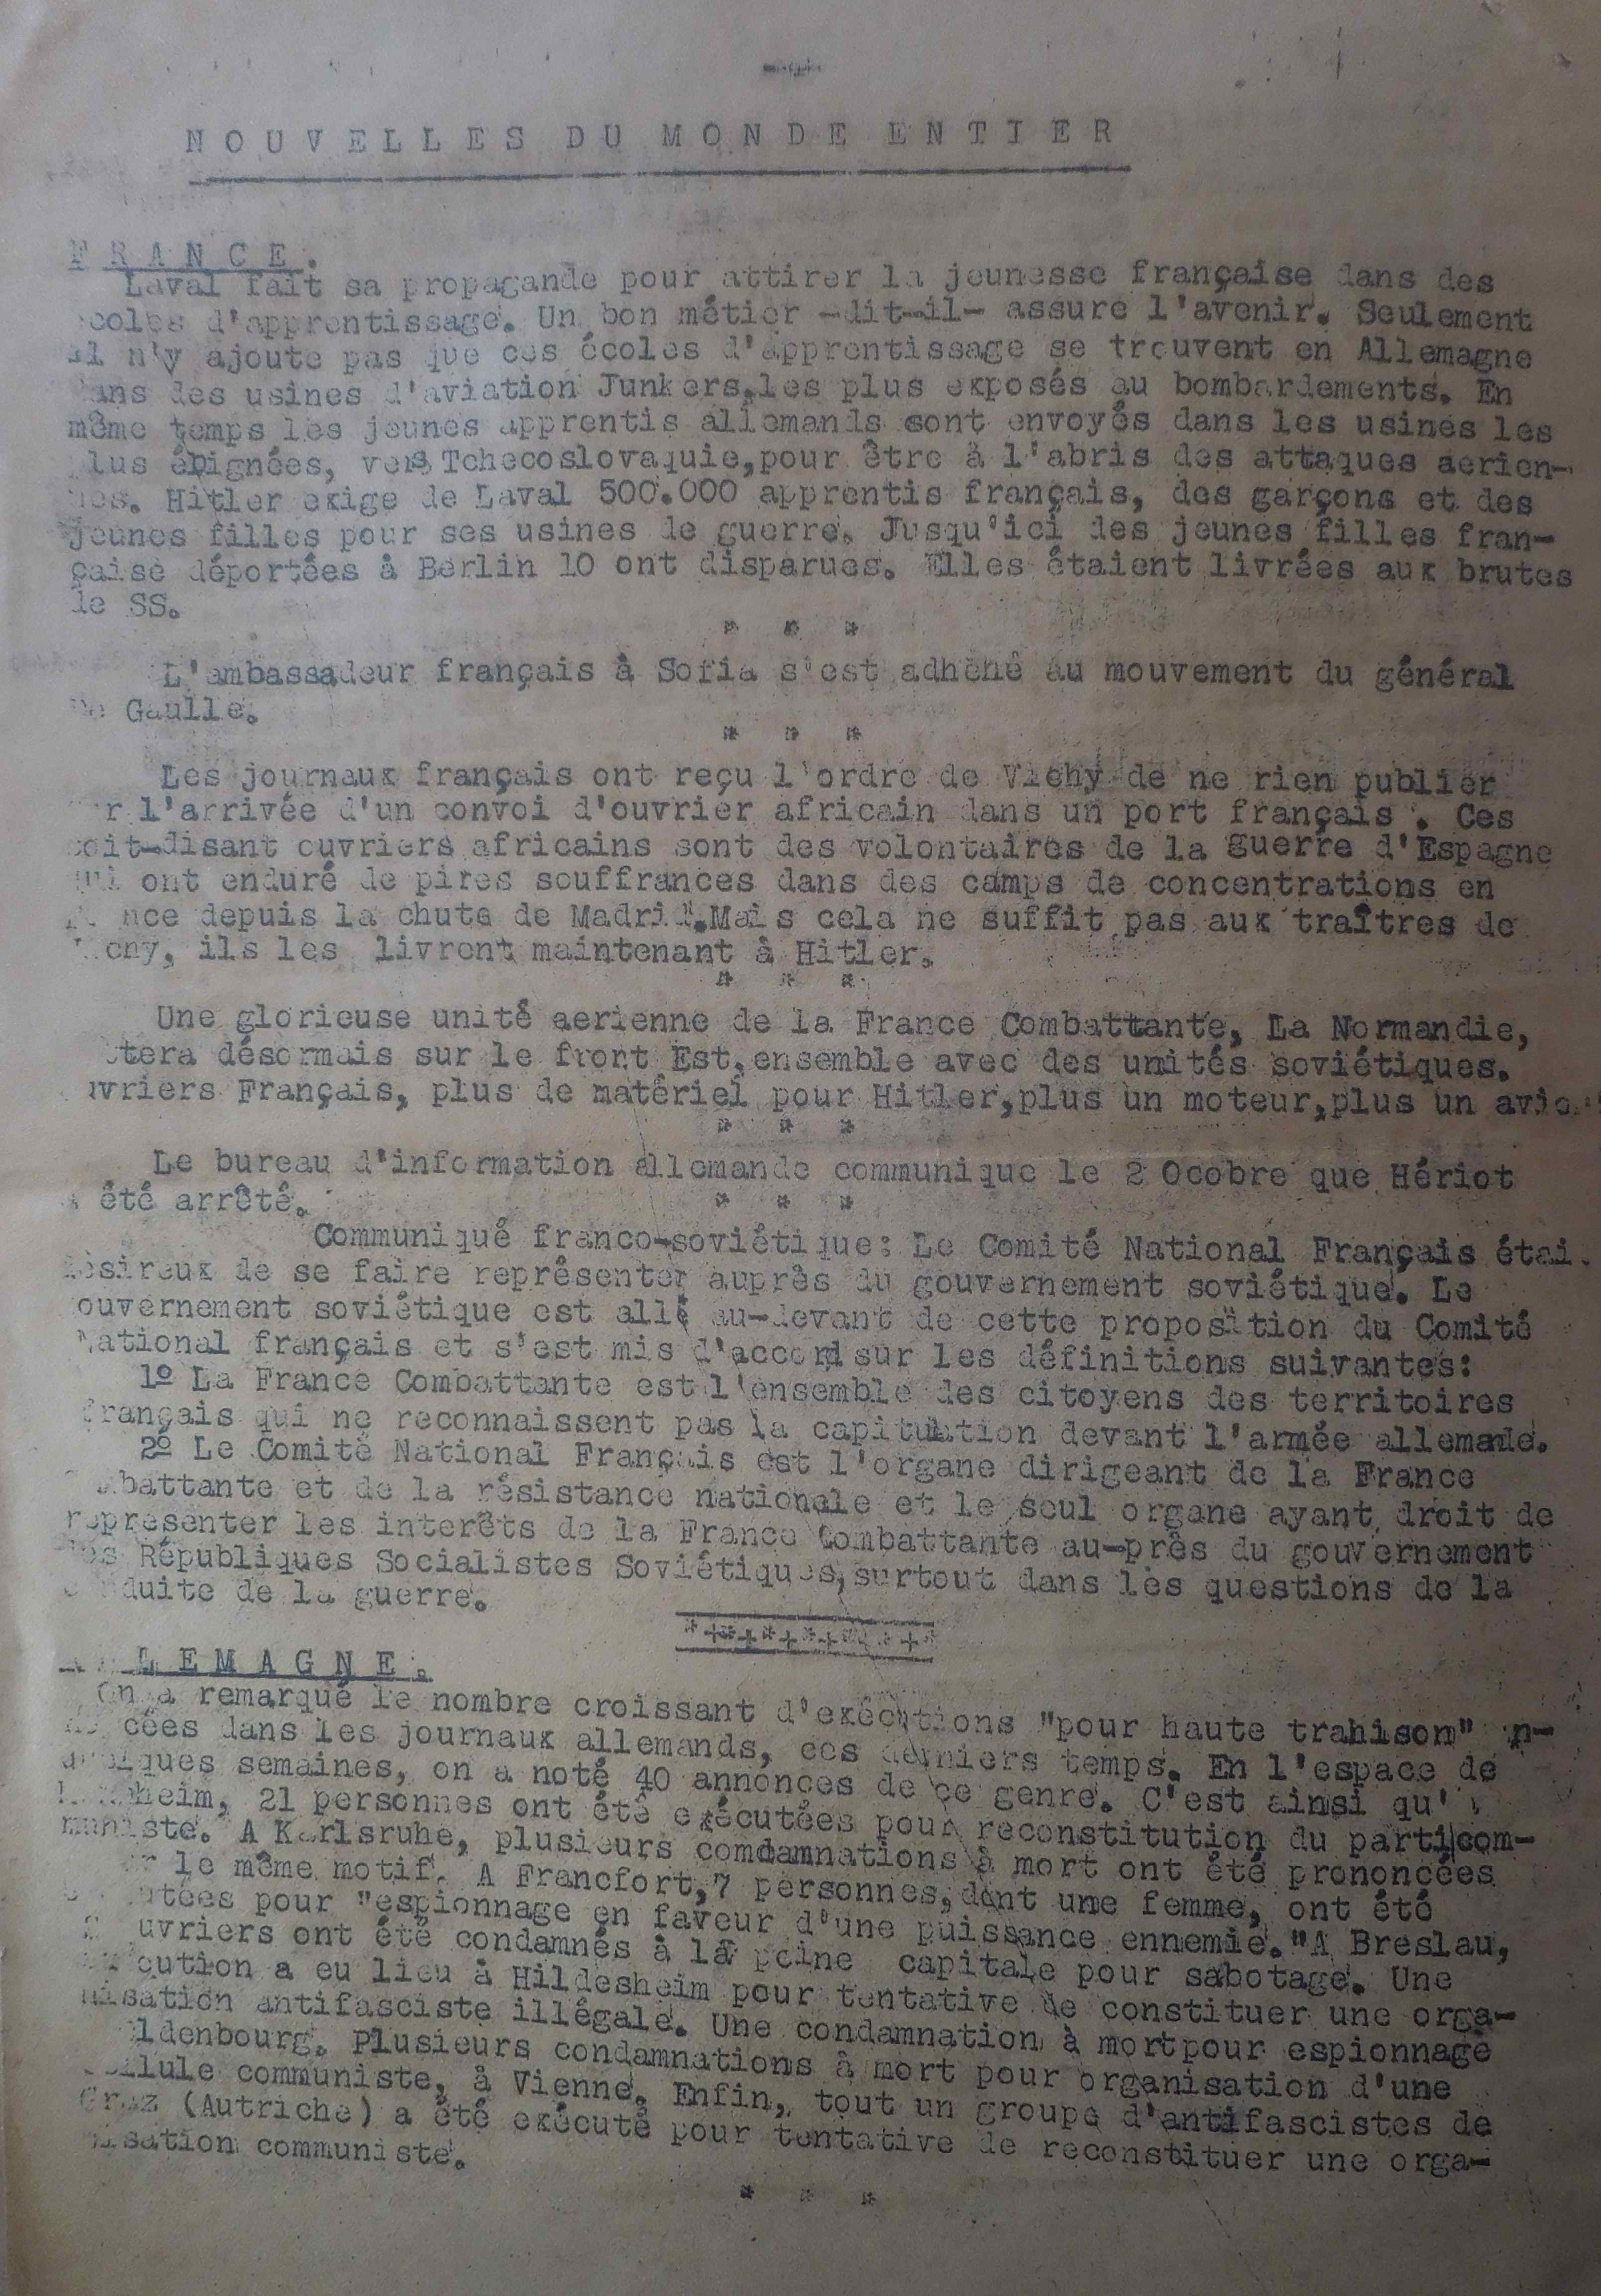 NOUVELLES DU MONDE ENTIER
FRANCE.
Laval fait sa propagande pour attirer la jeunesse française dans des
écoles d'apprentissage. Un bon métier -dit-il- assure l'avenir. Seulement
il n'y ajoute pas que ces écoles d'apprentissage se trouvent en Allemagne
dans des usines d'aviation Junkers,les plus exposés au bombardements. En
même temps les jeunes apprentis allemands sont envoyés dans les usines les
plus épignées, vers Tchecoslovaquie,pour être à l'abris des attaques aerien-
nes. Hitler exige de Laval 500.000 apprentis français, des garçons et des
jeunes filles pour ses usines de guerre. Jusqu'ici des jeunes filles fran-
çaise déportées à Berlin 10 ont disparues. Elles étaient livrées aux brutes
de SS.
* * *
L'ambassadeur français à Sofia s'est adhéhé au mouvement du général
De Gaulle.
* * *
Les journaux français ont reçu l'ordre de Vichy de ne rien publier
r l'arrivée d'un convoi d'ouvrier africain dans un port français . Ces
soit-disant ouvriers africains sont des volontaires de la guerre d'Espagne
qui ont enduré de pires souffrances dans des camps de concentrations en
nce depuis la chute de Madrid.Mais cela ne suffit pas aux traîtres de
chy, ils les livrent maintenant à Hitler.
* * *
Une glorieuse unité aerienne de la France Combattante, La Normandie,
tera désormais sur le front Est,ensemble avec des unités soviétiques.
uvriers Français, plus de matériel pour Hitler,plus un moteur,plus un avion
* * *
Le bureau d'information allemande communique le 2 Ocobre que Hériot
a été arrêté.
* * *
Communiqué franco-soviétique: Le Comité National Français étai
désireux de se faire représenter auprès du gouvernement soviétique. Le
ouvernement soviétique est allé au-devant de cette proposition du Comité
National français et s'est mis d'accord sur les définitions suivantes:
1º La France Combattante est l'ensemble des citoyens des territoires
français qui ne reconnaissent pas la capitulation devant l'armée allemande.
2º Le Comité National Français est l'organe dirigeant de la France
mbattante et de la résistance nationale et le seul organe ayant droit de
représenter les interêts de la France Combattante au-près du gouvernement
des Républiques Socialistes Soviétiques,surtout dans les questions de la
nduite de la guerre.
*+*+*+*+*+*+*
ALLEMAGNE.
On a remarqué le nombre croissant d'exécutions "pour haute trahison" n-
cées dans les journaux allemands, ces derniers temps. En l'espace de
quelques semaines, on a noté 40 annonces de ce genre. C'est ainsi qu'
heim, 21 personnes ont été exécutées pour reconstitution du parti com-
muniste. A Karlsruhe, plusieurs comdamnations à mort ont été prononcées
le même motif. A Francfort,7 personnes,dont une femme, ont été
utées pour "espionnage en faveur d'une puissance ennemie."A Breslau,
uvriers ont été condamnés à la peine capitale pour sabotage. Une
cution a eu lieu à Hildesheim pour tentative de constituer une orga-
nisation antifasciste illégale. Une condamnation à mort pour espionnage
ldenbourg. Plusieurs condamnations à mort pour organisation d'une
cellule communiste, à Vienne. Enfin, tout un groupe d'antifascistes de
Graz (Autriche) a été exécuté pour tentative de reconstituer une orga-
nisation communiste.
* * *